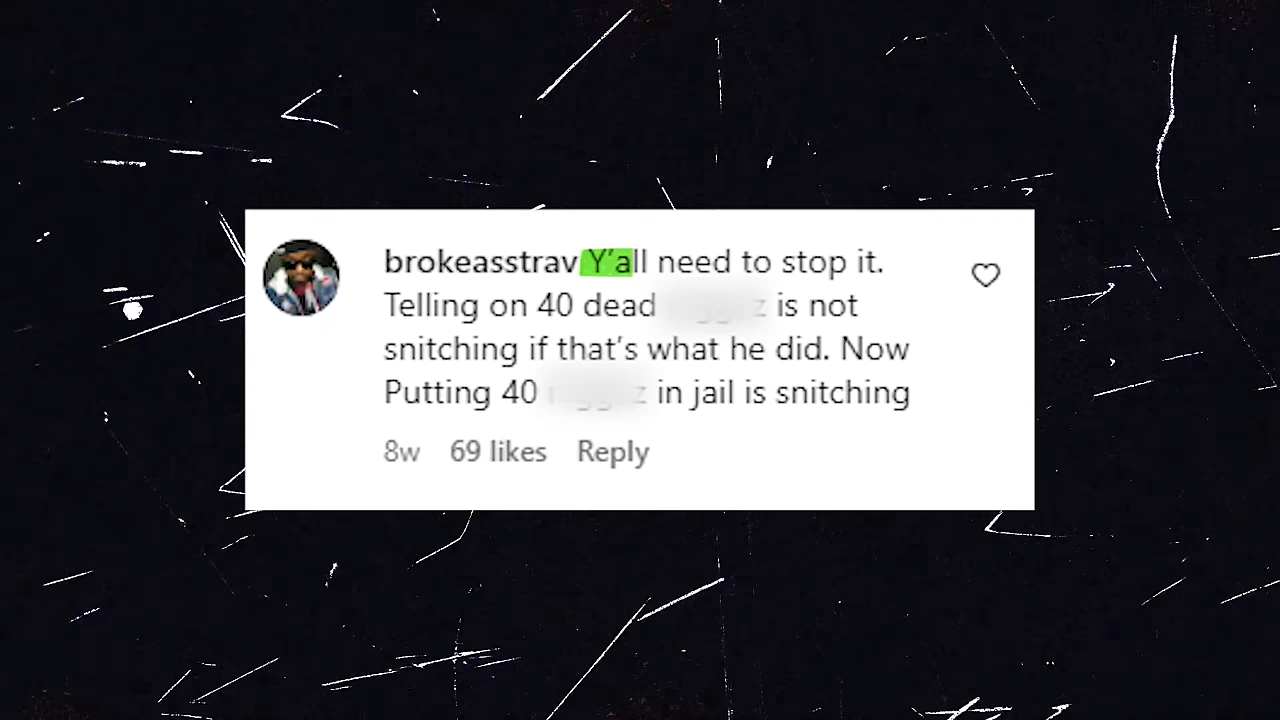 brokeasstrav Y'all need to stop it.
Telling on 40 dead is not
snitching if that's what he did. Now
Putting 40 in jail is snitching
8w 69 likes Reply